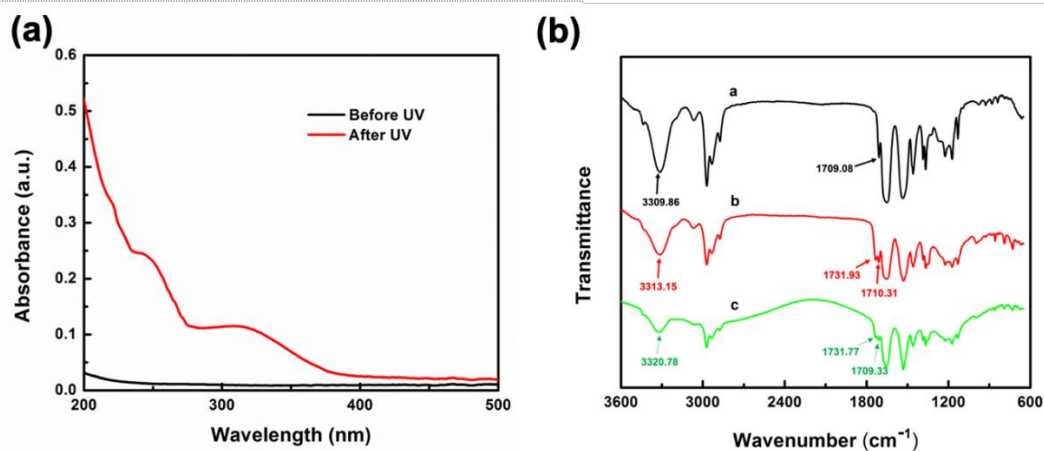 (a)
0.6
0.5
0.4
0.3
0.2
0.1
0.0
Absorbance (a.u.)
Before UV
After UV
200
300
400
500
Wavelength (nm)
(b)
Transmittance
a
1709.08
3309.86
b
1731.93
1710.31
3313.15
c
1731.77
1709.33
3320.78
3600
3000
2400
1800
1200
600
Wavenumber (cm⁻¹)